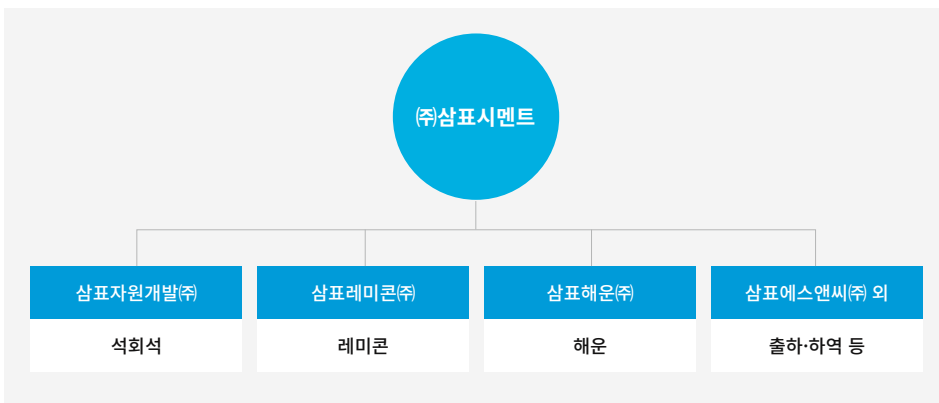 ㈜삼표시멘트
삼표자원개발㈜
삼표레미콘㈜
삼표해운㈜
삼표에스앤씨㈜ 외
석회석
레미콘
해운
출하·하역 등